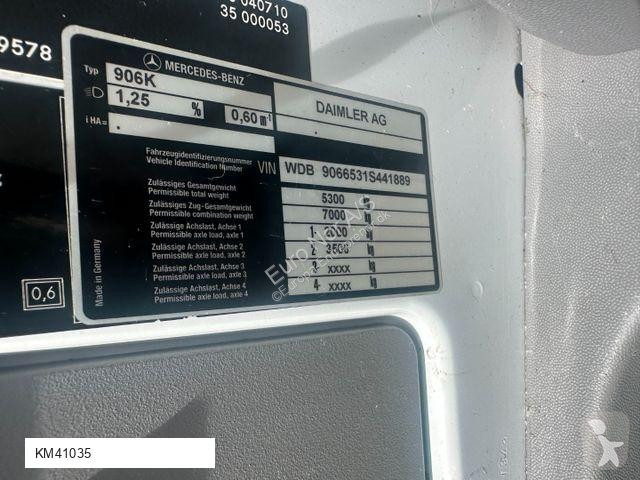 040710
35 000053
9578
MERCEDES-BENZ
Typ 906K
1,25 % 0,60 m-1
DAIMLER AG
i HA= .
Fahrzeugidentifizierungsnummer
Vehicle Identification Number
VIN WDB 9066531S441889
Zulässiges Gesamtgewicht
Permissible total weight
5300 kg
Zulässiges Zug-Gesamtgewicht
Permissible combination weight
7000 kg
Zulässige Achslast, Achse 1
Permissible axle load, axle 1
1- 2000 kg
Zulässige Achslast, Achse 2
Permissible axle load, axle 2
2- 3500 kg
Zulässige Achslast, Achse 3
Permissible axle load, axle 3
3- xxxx kg
Zulässige Achslast, Achse 4
Permissible axle load, axle 4
4- xxxx kg
Made in Germany
0,6
KM41035